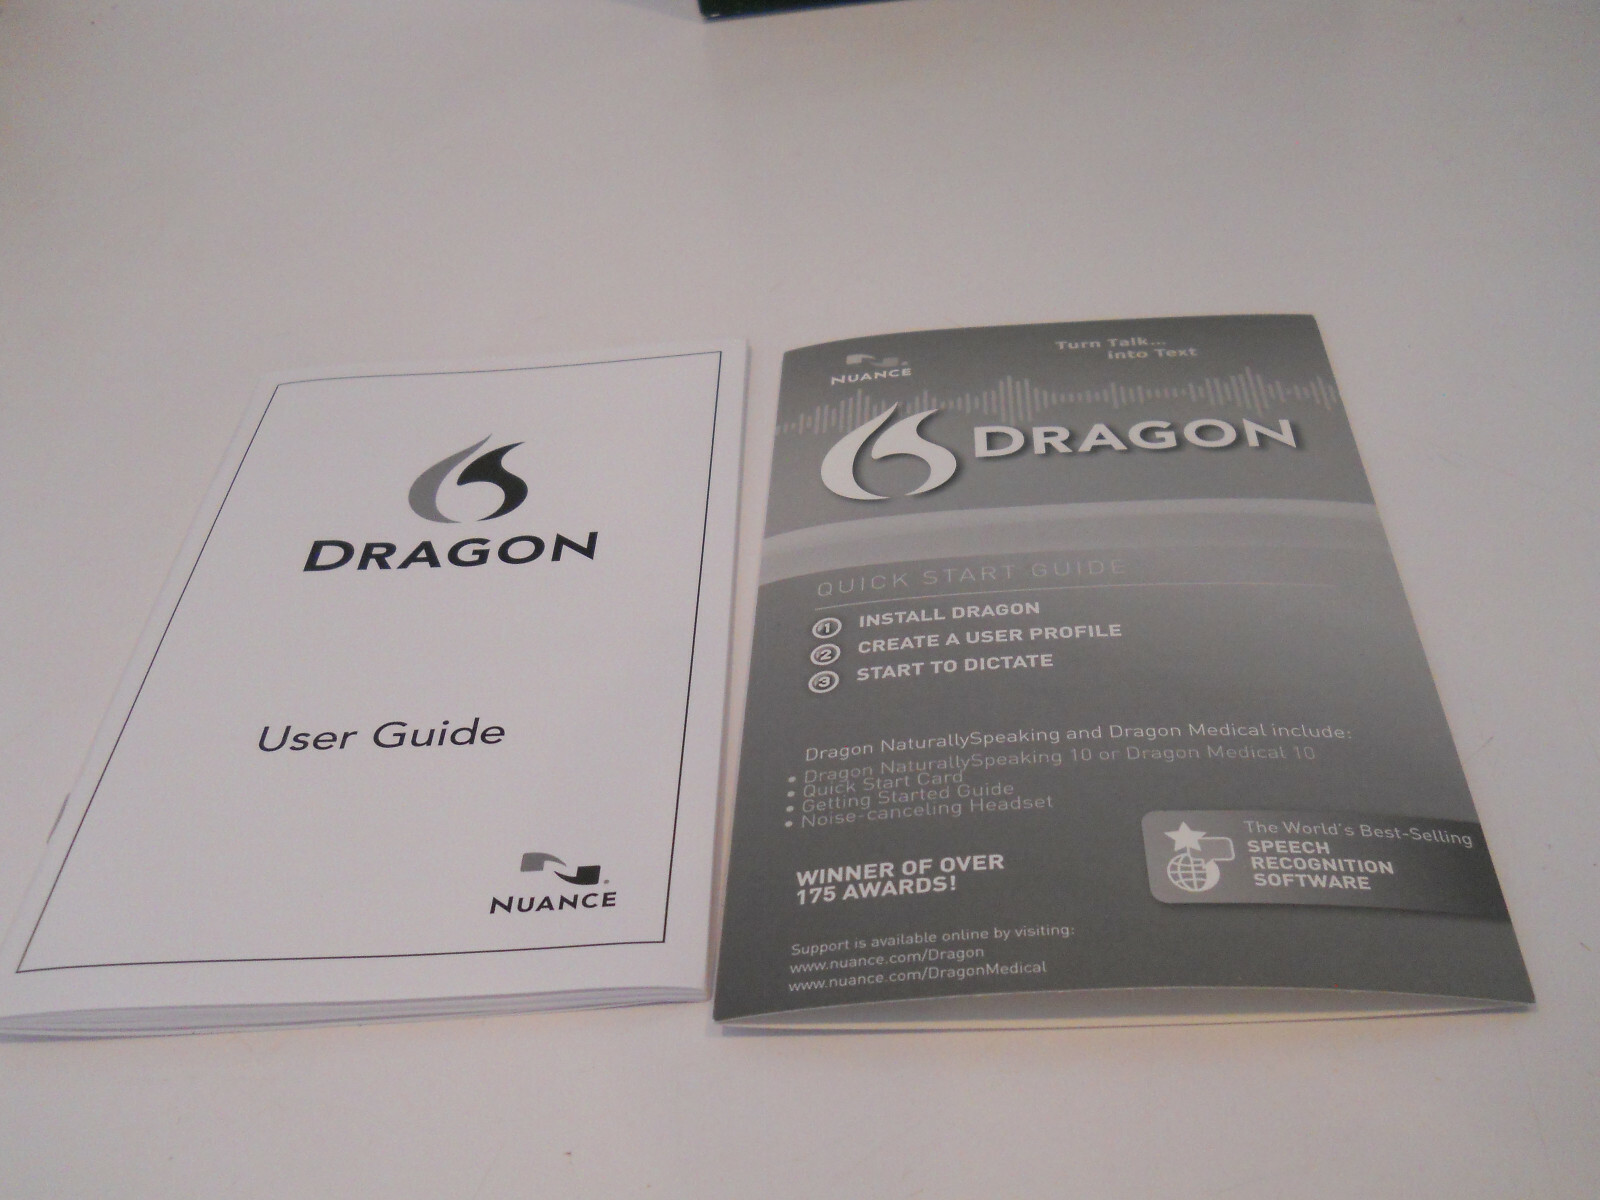 DRAGON
User Guide
NUANCE
NUANCE
Turn Talk...
into Text
DRAGON
QUICK START GUIDE
1 INSTALL DRAGON
2 CREATE A USER PROFILE
3 START TO DICTATE
Dragon NaturallySpeaking and Dragon Medical include:
• Dragon NaturallySpeaking 10 or Dragon Medical 10
• Quick Start Card
• Getting Started Guide
• Noise-canceling Headset
The World's Best-Selling
SPEECH
RECOGNITION
SOFTWARE
WINNER OF OVER
175 AWARDS!
Support is available online by visiting:
www.nuance.com/Dragon
www.nuance.com/DragonMedical